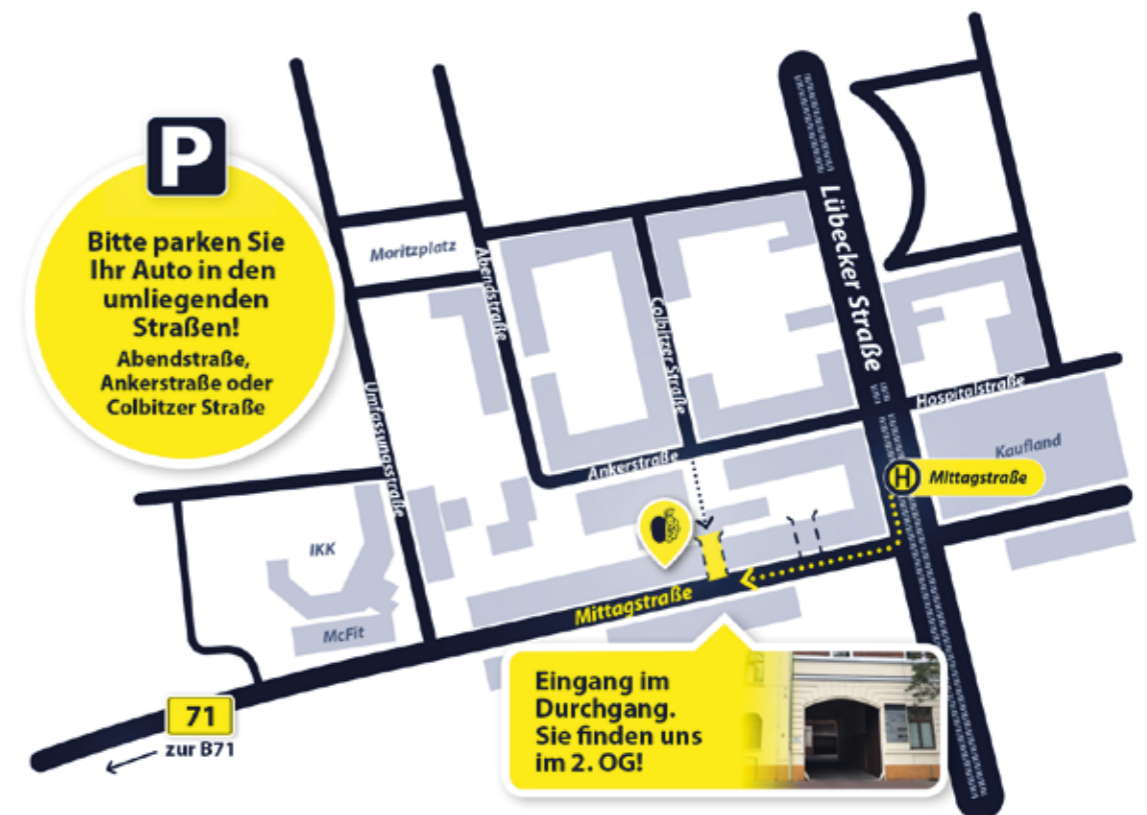 P
Bitte parken Sie
Ihr Auto in den
umliegenden
Straßen!
Abendstraße,
Ankerstraße oder
Colbitzer Straße
Moritzplatz
Abendstraße
Colbitzer Straße
Lübecker Straße
Umfassungsstraße
Hospitalstraße
Ankerstraße
Kaufland
H
Mittagstraße
IKK
McFit
Mittagstraße
71
zur B71
Eingang im
Durchgang.
Sie finden uns
im 2. OG!